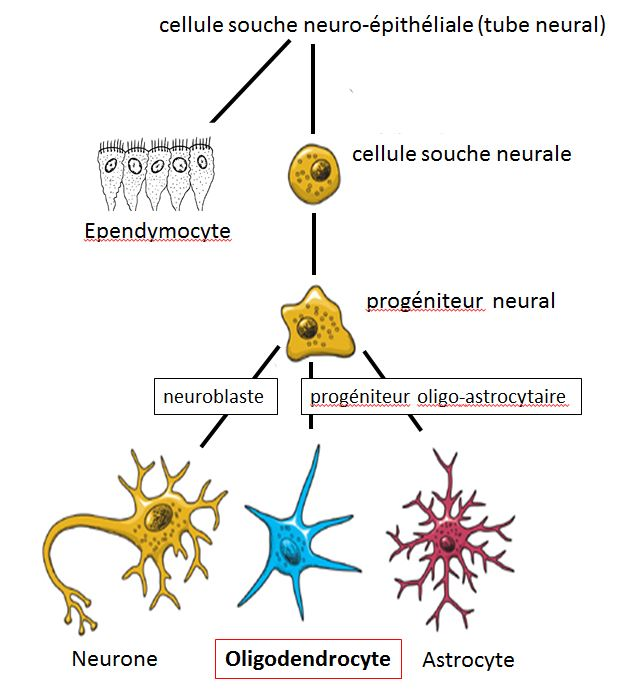 cellule souche neuro-épithéliale (tube neural)
cellule souche neurale
Ependymocyte
progéniteur neural
neuroblaste
progéniteur oligo-astrocytaire
Neurone
Oligodendrocyte
Astrocyte